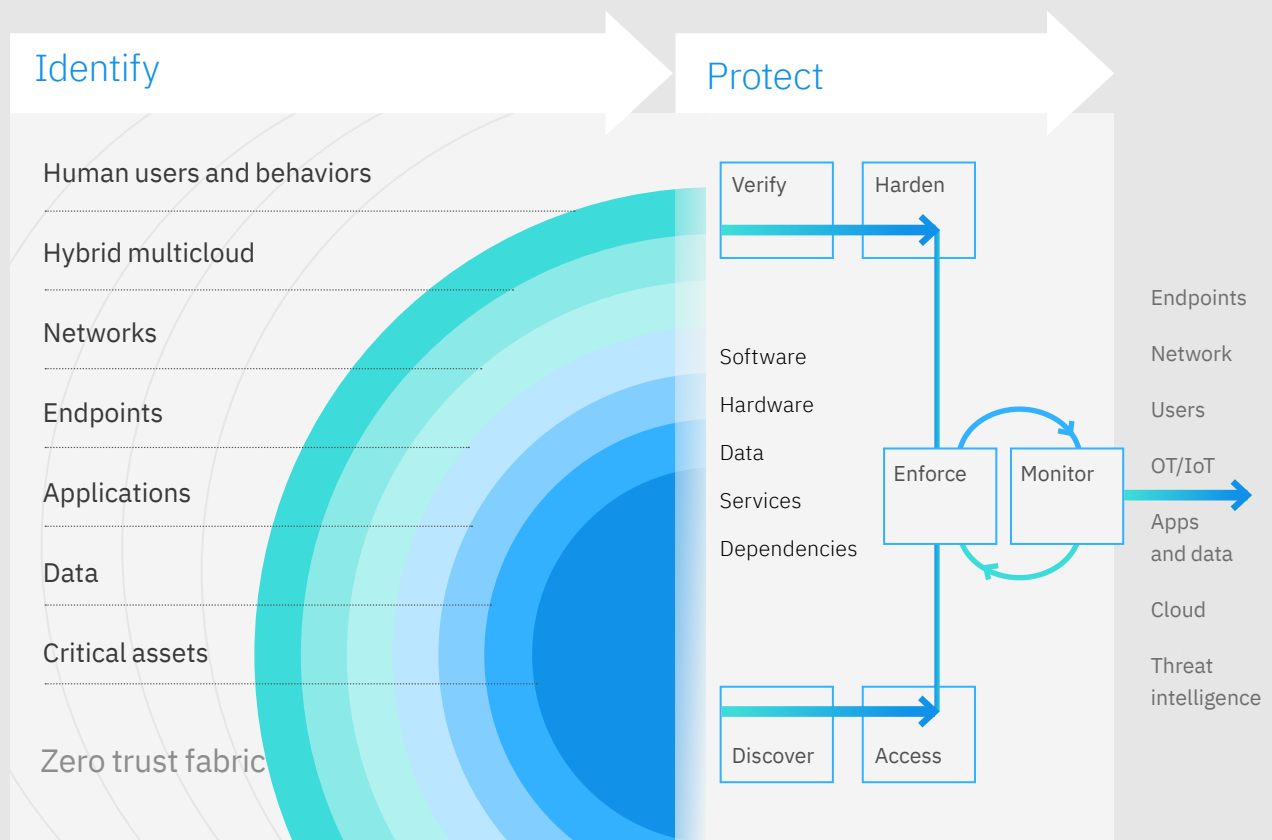 Identify
Protect
Human users and behaviors
Hybrid multicloud
Networks
Endpoints
Applications
Data
Critical assets
Zero trust fabric
Verify
Harden
Software
Hardware
Data
Services
Dependencies
Enforce
Monitor
Discover
Access
Endpoints
Network
Users
OT/IoT
Apps
and data
Cloud
Threat
intelligence